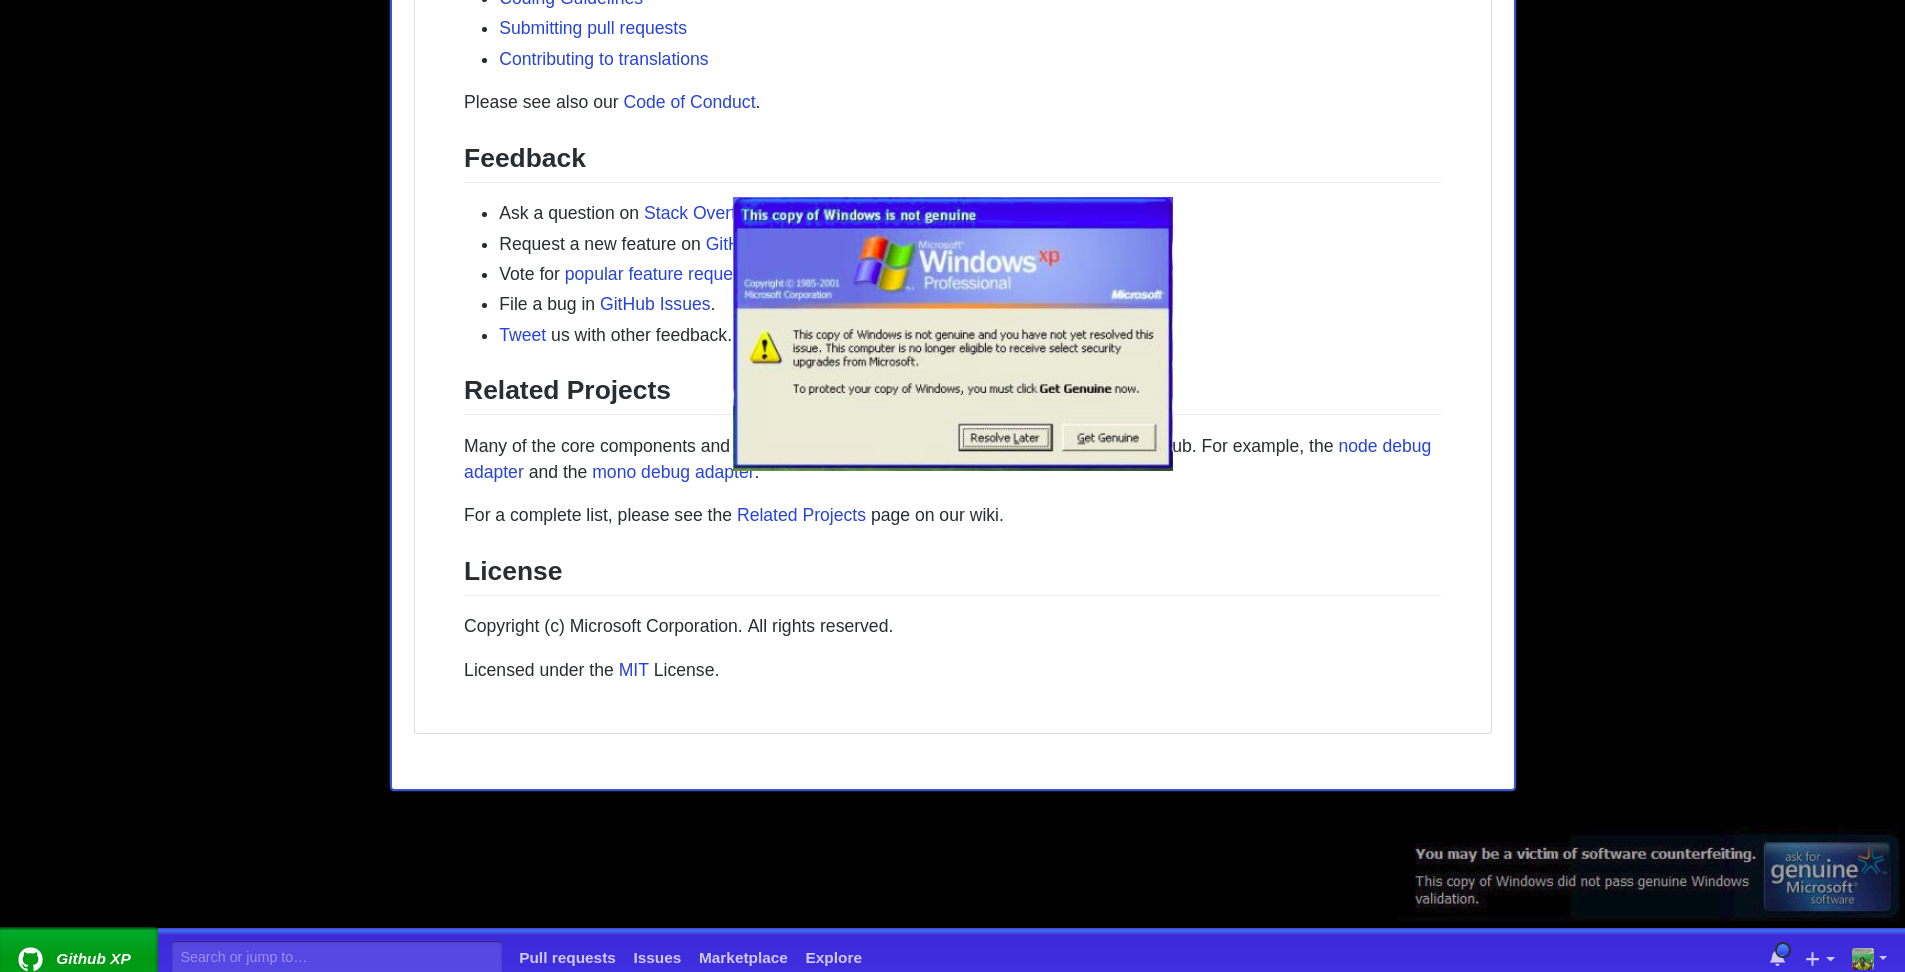 Coding Guidelines
Submitting pull requests
Contributing to translations
Please see also our Code of Conduct.
Feedback
Ask a question on Stack Over
Request a new feature on GitH
Vote for popular feature reque
File a bug in GitHub Issues.
Tweet us with other feedback.
This copy of Windows is not genuine
Microsoft
Windows xp
Professional
Copyright © 1985-2001
Microsoft Corporation
Microsoft
This copy of Windows is not genuine and you have not yet resolved this
issue. This computer is no longer eligible to receive select security
upgrades from Microsoft.
To protect your copy of Windows, you must click Get Genuine now.
Resolve Later
Get Genuine
Related Projects
Many of the core components and ub. For example, the node debug
adapter and the mono debug adapter.
For a complete list, please see the Related Projects page on our wiki.
License
Copyright (c) Microsoft Corporation. All rights reserved.
Licensed under the MIT License.
You may be a victim of software counterfeiting.
This copy of Windows did not pass genuine Windows
validation.
ask for
genuine
Microsoft
software
Github XP
Search or jump to…
Pull requests
Issues
Marketplace
Explore